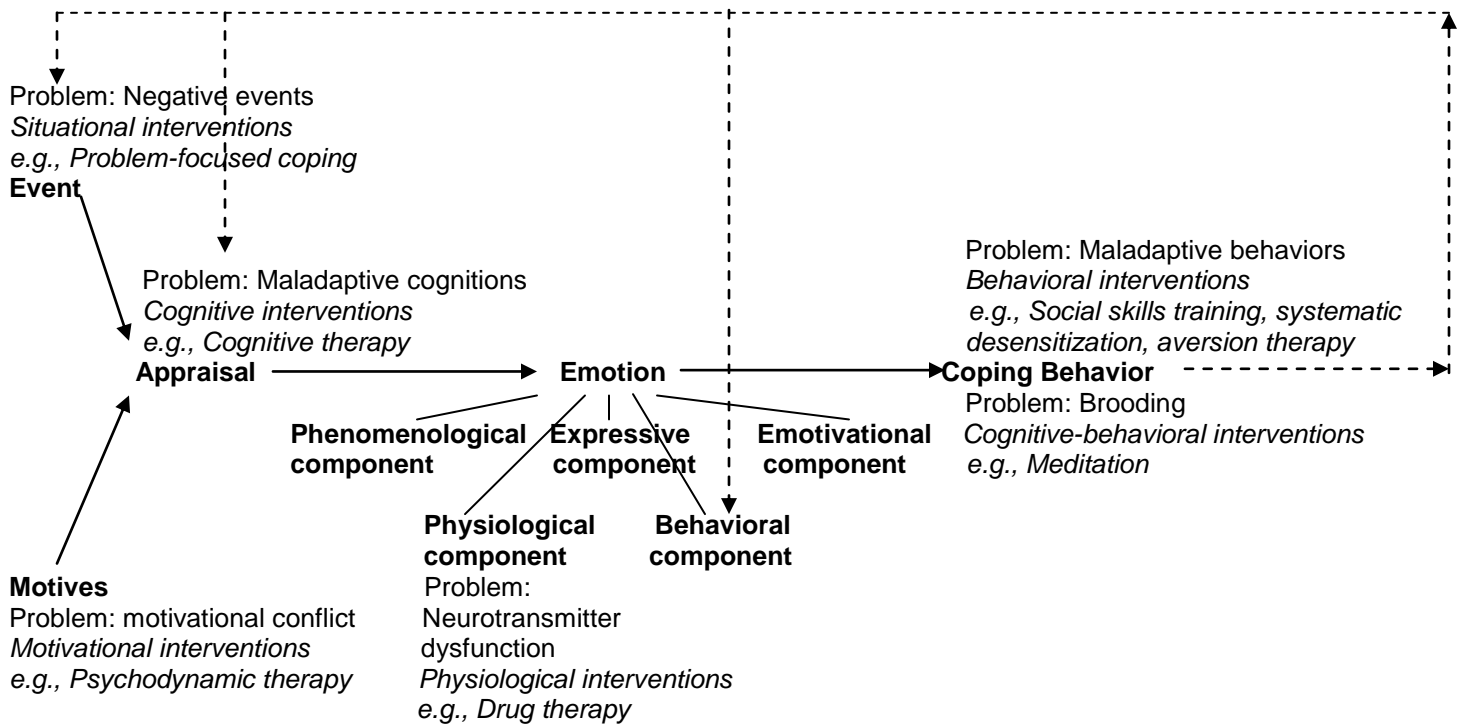 Problem: Negative events
Situational interventions
e.g., Problem-focused coping
Event
Problem: Maladaptive cognitions
Cognitive interventions
e.g., Cognitive therapy
Appraisal
Emotion
Problem: Maladaptive behaviors
Behavioral interventions
e.g., Social skills training, systematic
desensitization, aversion therapy
Coping Behavior
Problem: Brooding
Cognitive-behavioral interventions
e.g., Meditation
Phenomenological
component
Expressive
component
Emotivational
component
Physiological
component
Problem:
Neurotransmitter
dysfunction
Physiological interventions
e.g., Drug therapy
Behavioral
component
Motives
Problem: motivational conflict
Motivational interventions
e.g., Psychodynamic therapy